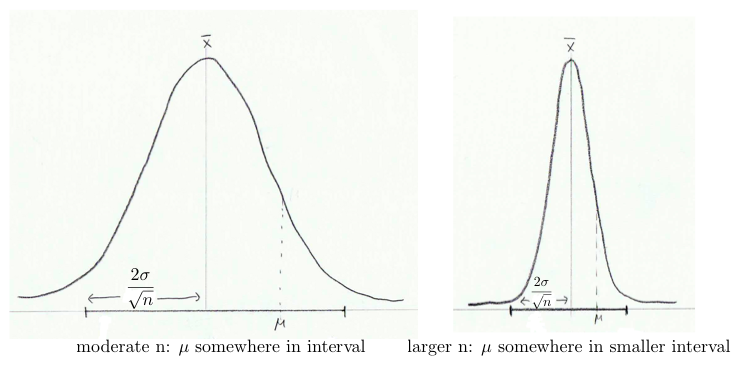 x̄
2σ
√n
μ
moderate n: μ somewhere in interval
x̄
2σ
√n
μ
larger n: μ somewhere in smaller interval